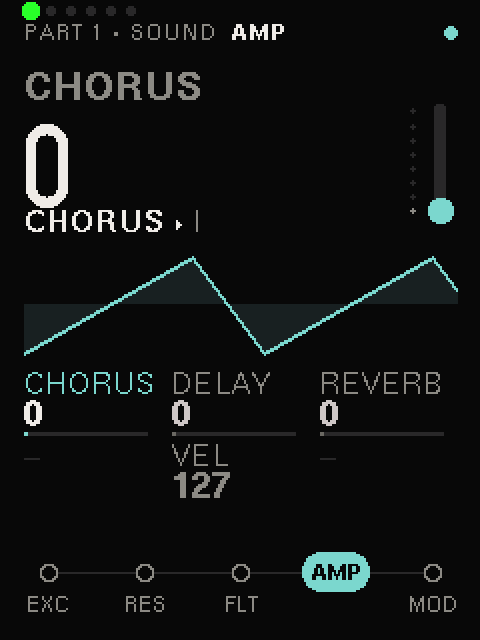 PART 1 · SOUND AMP
CHORUS
0
CHORUS
CHORUS DELAY REVERB
0 0 0
— VEL —
127
AMP
EXC RES FLT MOD